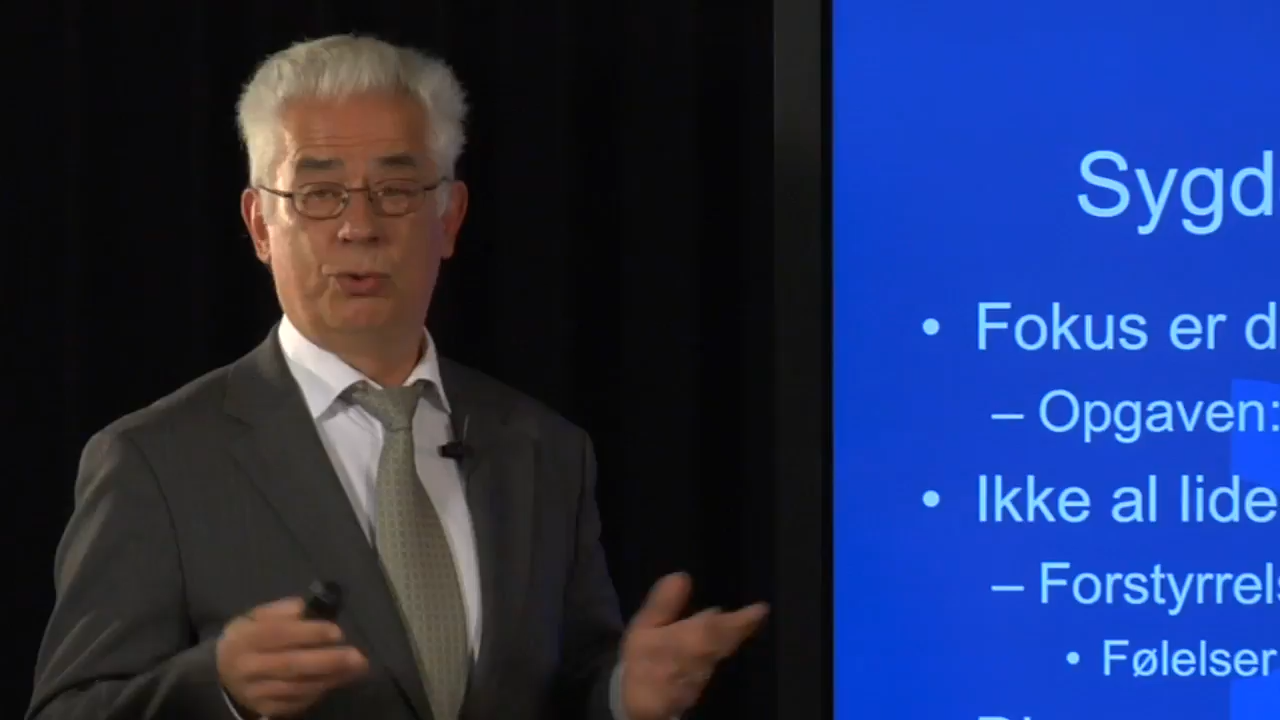 Sygd
• Fokus er d
– Opgaven:
• Ikke al lide
– Forstyrrels
• Følelser